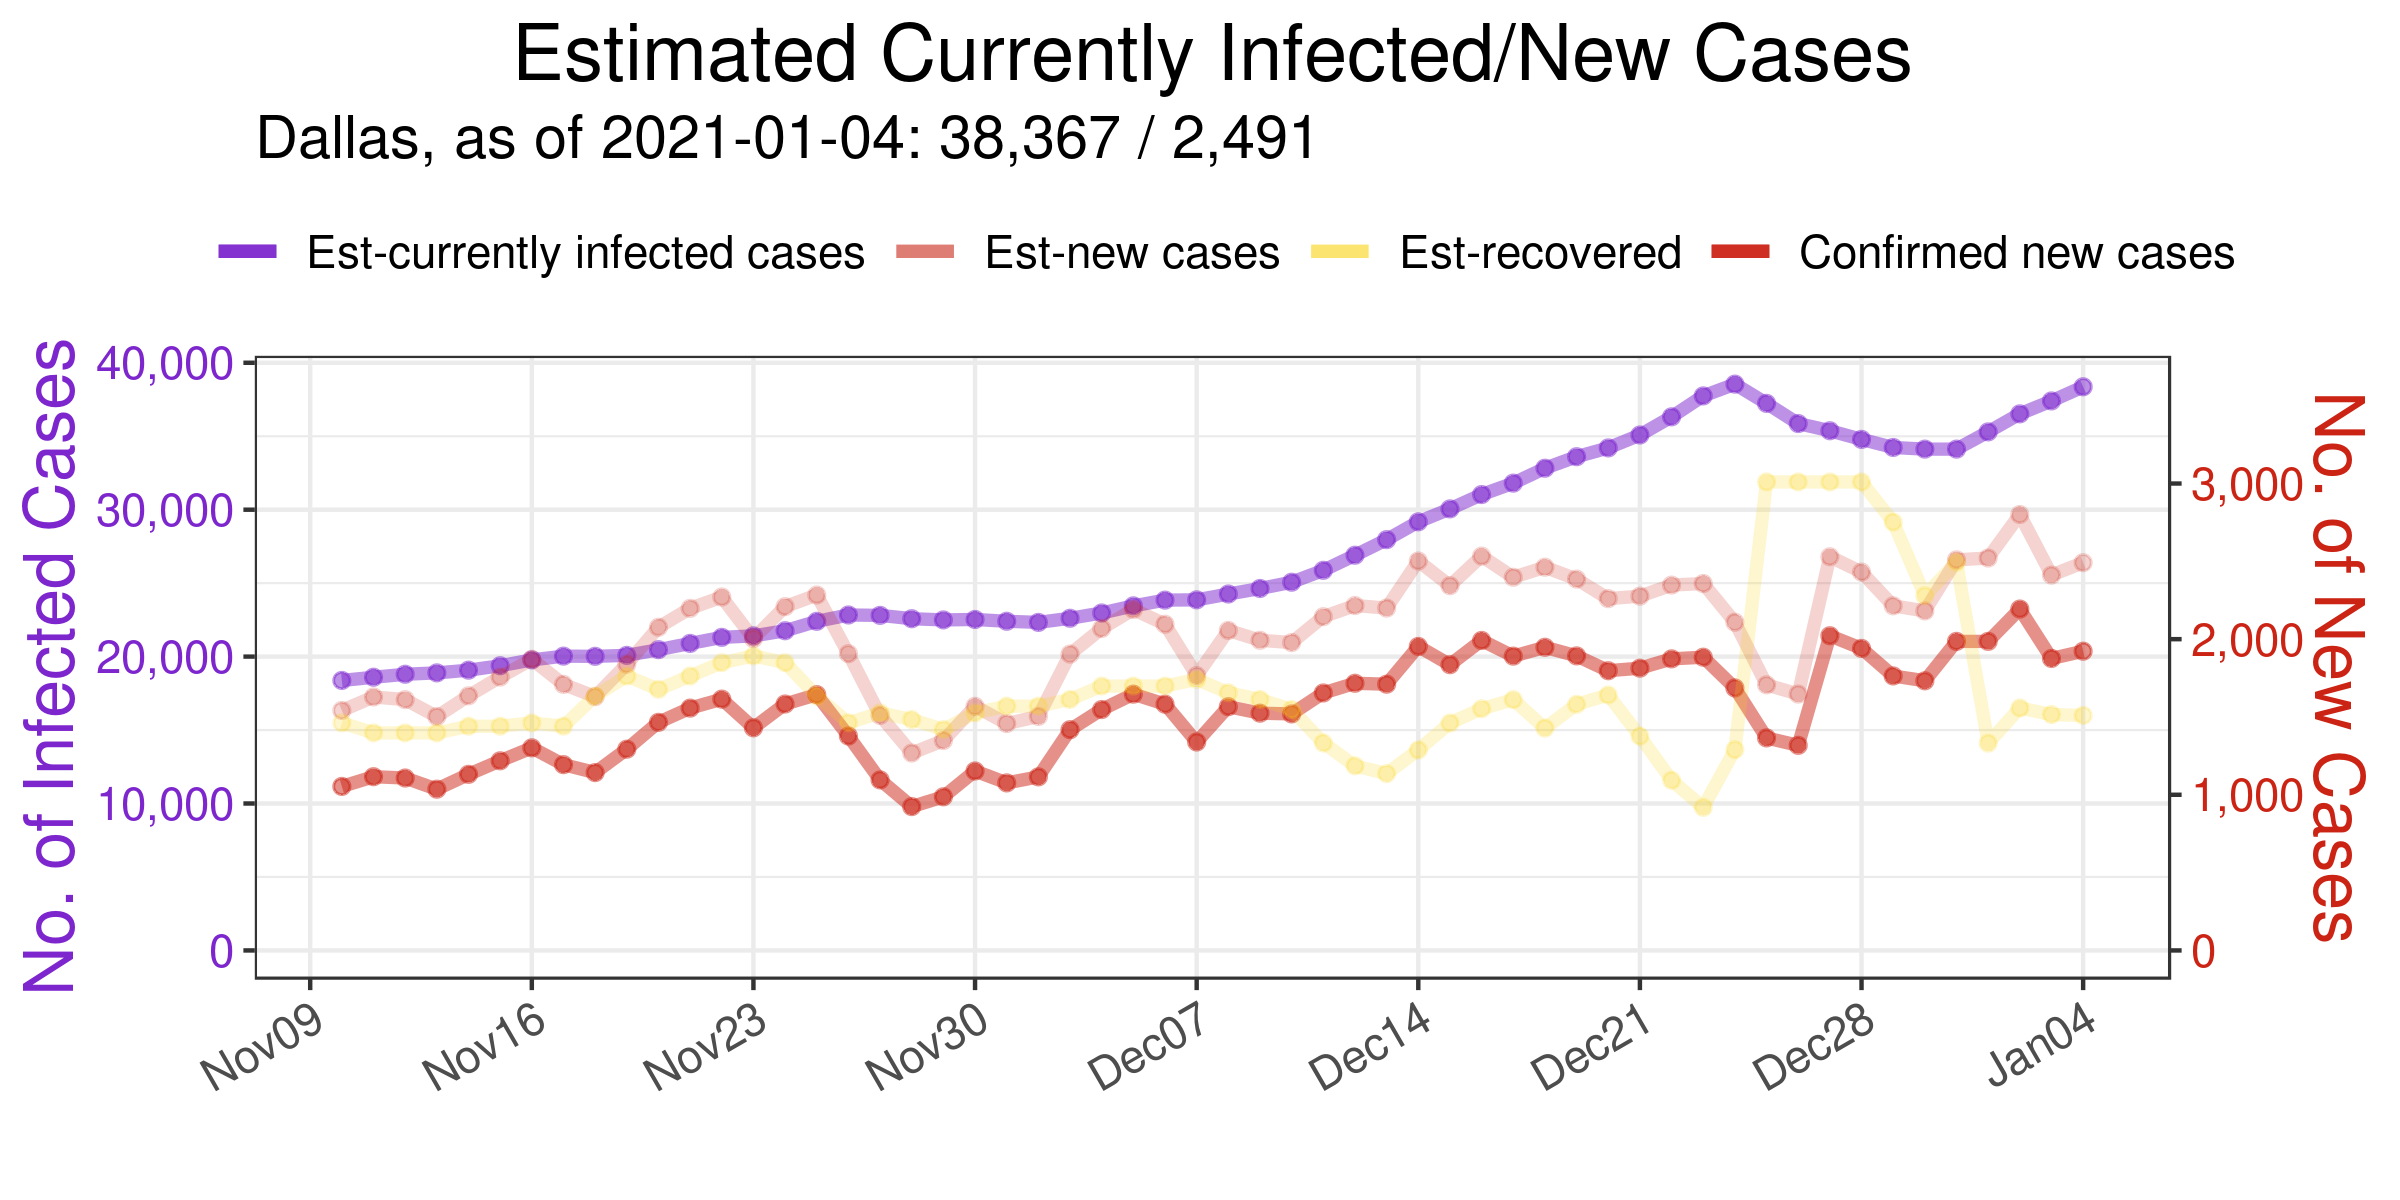 Estimated Currently Infected/New Cases
Dallas, as of 2021-01-04: 38,367 / 2,491
Est-currently infected cases Est-new cases Est-recovered Confirmed new cases
No. of Infected Cases
40,000
30,000
20,000
10,000
0
3,000
2,000
1,000
0
No. of New Cases
Nov09 Nov16 Nov23 Nov30 Dec07 Dec14 Dec21 Dec28 Jan04